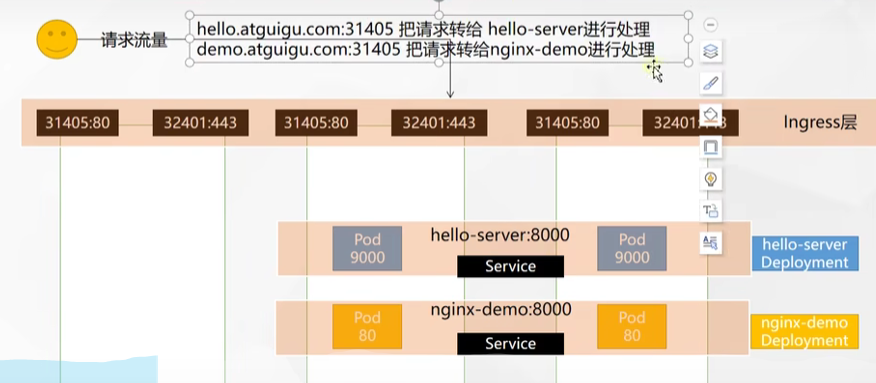 hello.atguigu.com:31405 把请求转给 hello-server进行处理
请求流量
demo.atguigu.com:31405 把请求转给nginx-demo进行处理
31405:80 32401:443 31405:80 32401:443 31405:80 32401:443 Ingress层
hello-server:8000
Pod
9000
Pod
9000
Service
hello-server
Deployment
nginx-demo:8000
Pod
80
Pod
80
Service
nginx-demo
Deployment